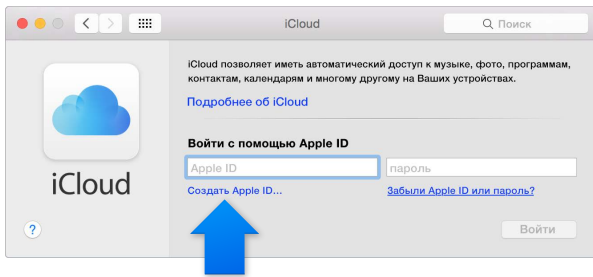 iCloud
Поиск
iCloud позволяет иметь автоматический доступ к музыке, фото, программам,
контактам, календарям и многому другому на Ваших устройствах.
Подробнее об iCloud
Войти с помощью Apple ID
Apple ID
пароль
Создать Apple ID...
Забыли Apple ID или пароль?
iCloud
?
Войти